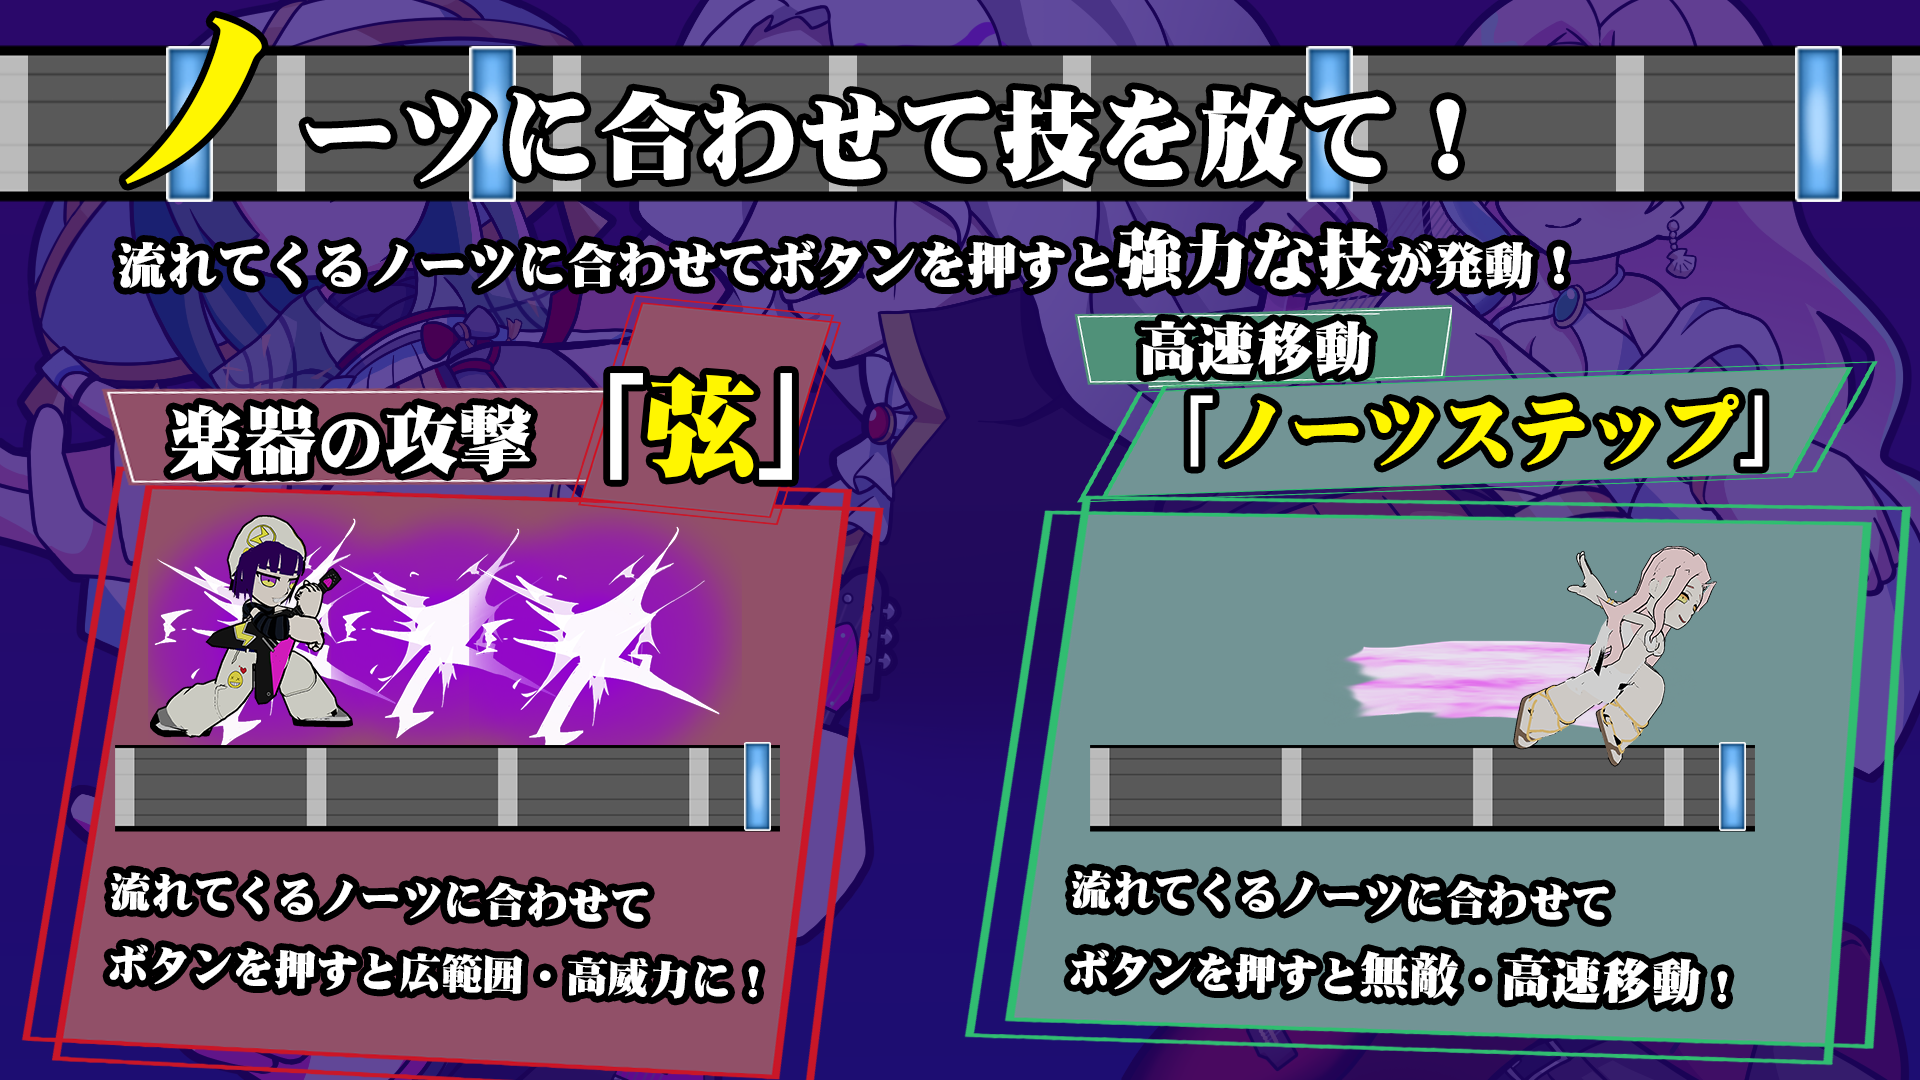 ノーツに合わせて技を放て！
流れてくるノーツに合わせてボタンを押すと強力な技が発動！
楽器の攻撃「弦」
流れてくるノーツに合わせて
ボタンを押すと広範囲・高威力に！
高速移動
「ノーツステップ」
流れてくるノーツに合わせて
ボタンを押すと無敵・高速移動！